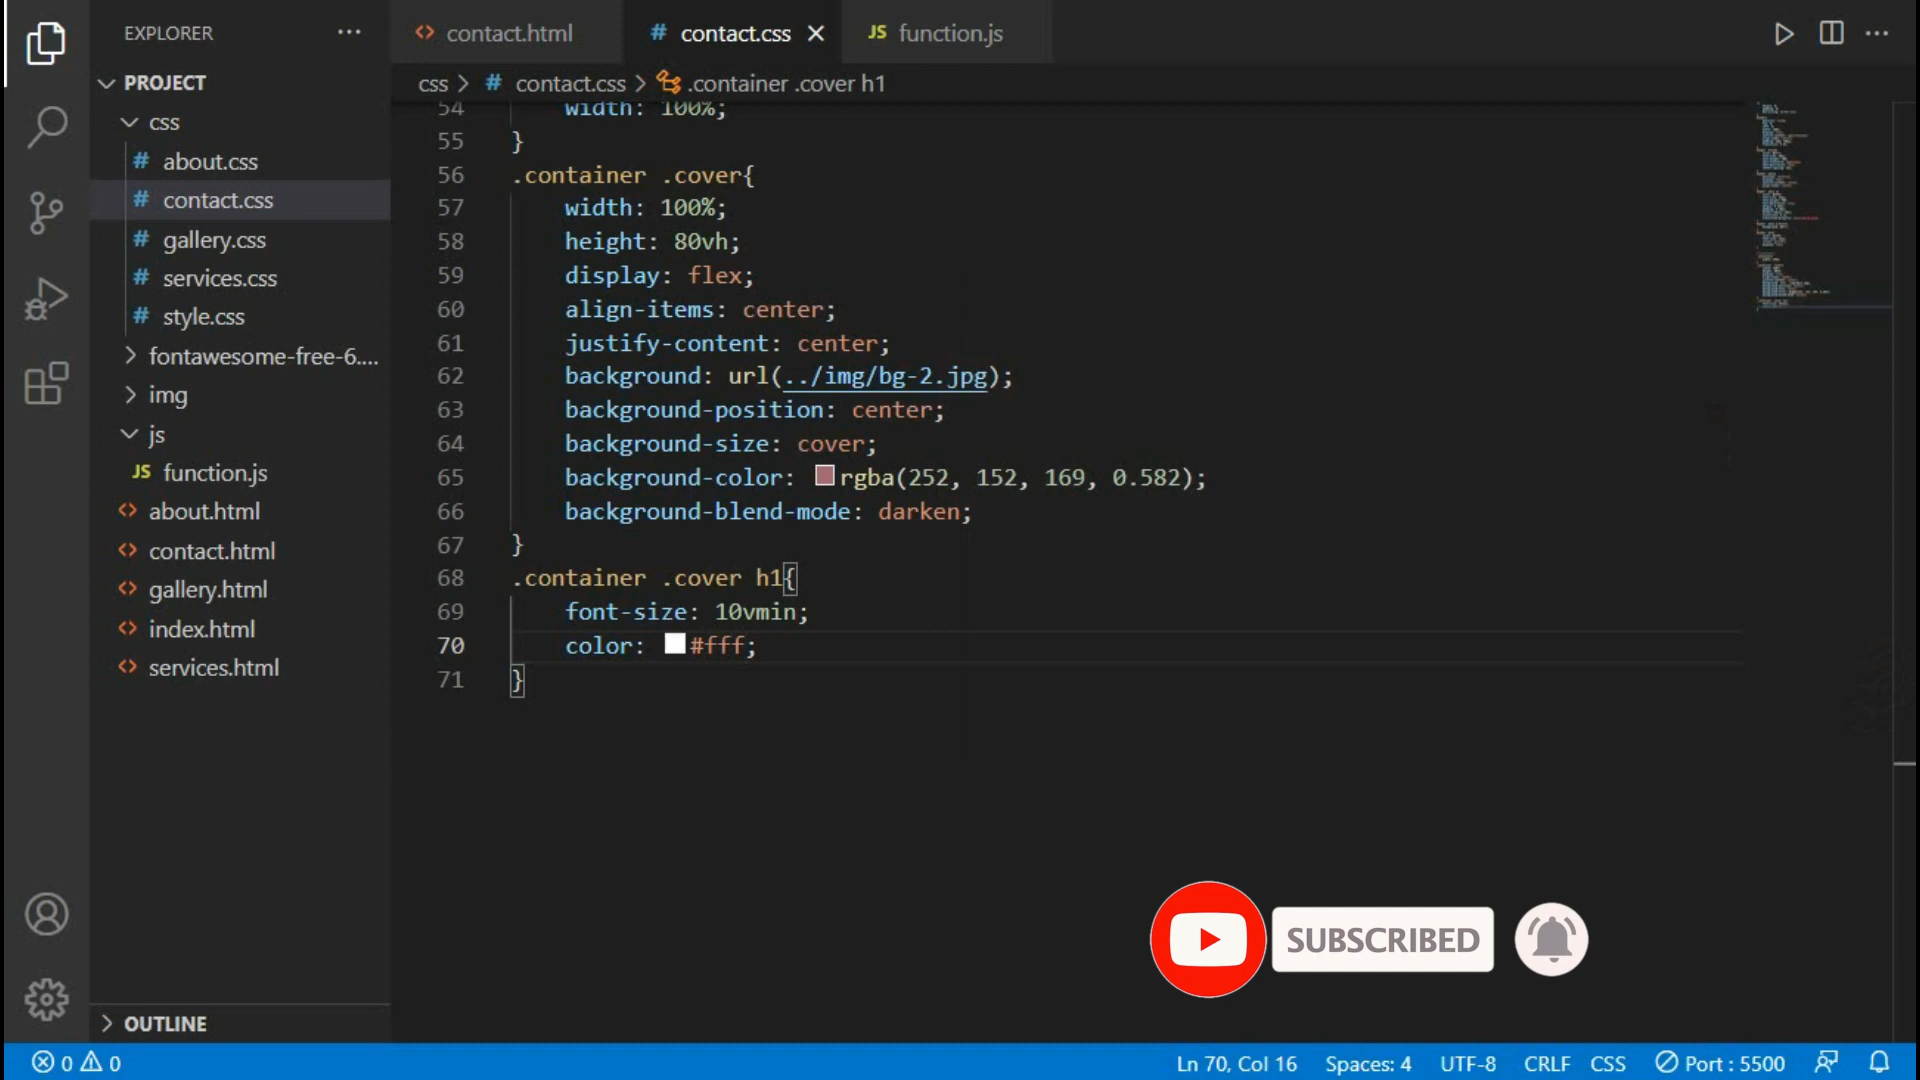 EXPLORER
PROJECT
css
# about.css
# contact.css
# gallery.css
# services.css
# style.css
fontawesome-free-6....
img
js
JS function.js
<> about.html
<> contact.html
<> gallery.html
<> index.html
<> services.html
OUTLINE
<> contact.html
# contact.css
JS function.js
css > # contact.css > .container .cover h1
54 width: 100%;
55 }
56 .container .cover{
57 width: 100%;
58 height: 80vh;
59 display: flex;
60 align-items: center;
61 justify-content: center;
62 background: url(../img/bg-2.jpg);
63 background-position: center;
64 background-size: cover;
65 background-color: rgba(252, 152, 169, 0.582);
66 background-blend-mode: darken;
67 }
68 .container .cover h1{
69 font-size: 10vmin;
70 color: #fff;
71 }
SUBSCRIBED
0 0
Ln 70, Col 16 Spaces: 4 UTF-8 CRLF CSS Port : 5500